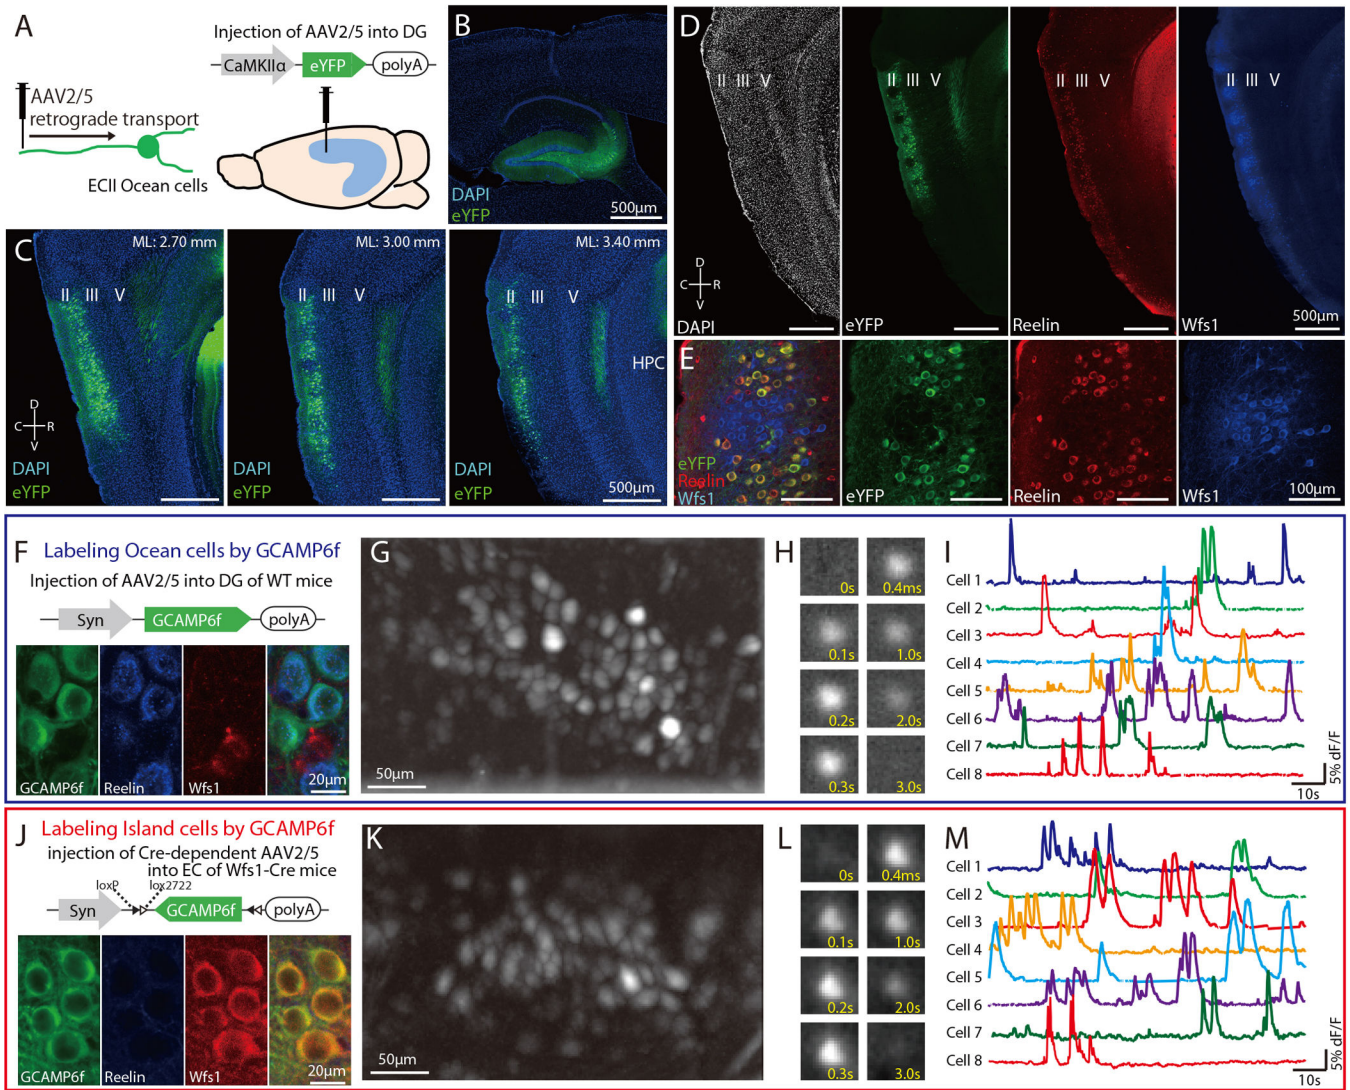 A
Injection of AAV2/5 into DG
CaMKIIα
eYFP
polyA
AAV2/5
retrograde transport
ECII Ocean cells
B
DAPI
eYFP
500μm
C
ML: 2.70 mm
II III V
D
C R
V
DAPI
eYFP
ML: 3.00 mm
II III V
DAPI
eYFP
ML: 3.40 mm
II III V
HPC
DAPI
eYFP
500μm
D
II III V
D
C R
V
DAPI
II III V
eYFP
II III V
Reelin
II III V
Wfs1
500μm
E
eYFP
Reelin
Wfs1
eYFP
Reelin
Wfs1
100μm
F
Labeling Ocean cells by GCAMP6f
Injection of AAV2/5 into DG of WT mice
Syn
GCAMP6f
polyA
GCAMP6f
Reelin
Wfs1
20μm
G
50μm
H
0s
0.4ms
0.1s
1.0s
0.2s
2.0s
0.3s
3.0s
I
Cell 1
Cell 2
Cell 3
Cell 4
Cell 5
Cell 6
Cell 7
Cell 8
5% dF/F
10s
J
Labeling Island cells by GCAMP6f
injection of Cre-dependent AAV2/5
into EC of Wfs1-Cre mice
loxP
lox2722
Syn
GCAMP6f
polyA
GCAMP6f
Reelin
Wfs1
20μm
K
50μm
L
0s
0.4ms
0.1s
1.0s
0.2s
2.0s
0.3s
3.0s
M
Cell 1
Cell 2
Cell 3
Cell 4
Cell 5
Cell 6
Cell 7
Cell 8
5% dF/F
10s